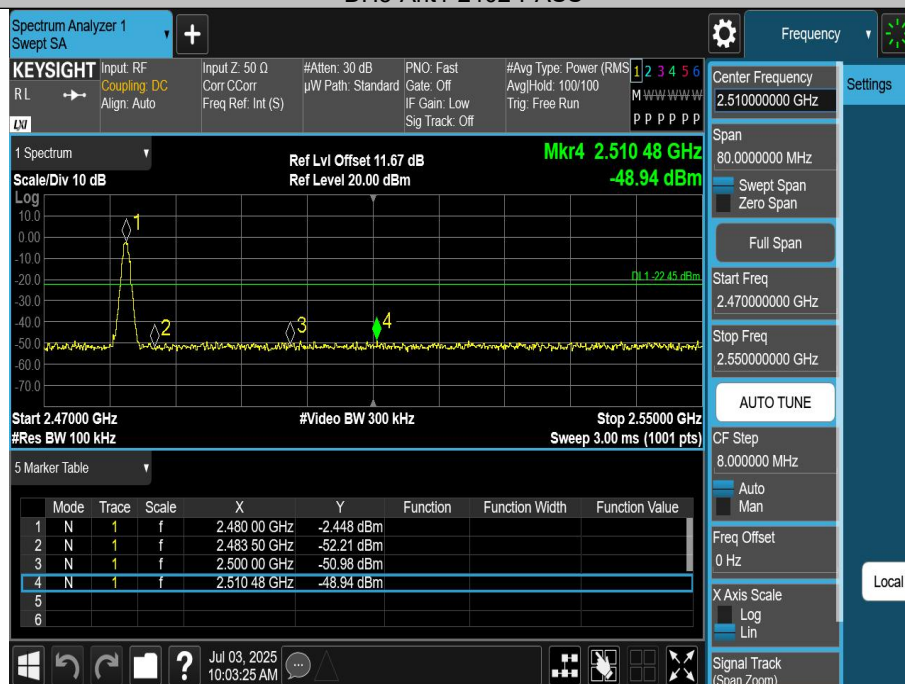 Spectrum Analyzer 1
Swept SA
+
Frequency
KEYSIGHT
RL
LXI
Input: RF
Coupling: DC
Align: Auto
Input Z: 50 Ω
Corr CCorr
Freq Ref: Int (S)
#Atten: 30 dB
µW Path: Standard
PNO: Fast
Gate: Off
IF Gain: Low
Sig Track: Off
#Avg Type: Power (RMS
Avg|Hold: 100/100
Trig: Free Run
1 2 3 4 5 6
M W W W W W
P P P P P P
1 Spectrum
Scale/Div 10 dB
Ref Lvl Offset 11.67 dB
Ref Level 20.00 dBm
Mkr4 2.510 48 GHz
-48.94 dBm
Log
10.0
0.00
-10.0
-20.0
-30.0
-40.0
-50.0
-60.0
-70.0
1
2
3
4
DL1 -22.45 dBm
Start 2.47000 GHz
#Res BW 100 kHz
#Video BW 300 kHz
Stop 2.55000 GHz
Sweep 3.00 ms (1001 pts)
5 Marker Table
Mode Trace Scale X Y Function Function Width Function Value
1 N 1 f 2.480 00 GHz -2.448 dBm
2 N 1 f 2.483 50 GHz -52.21 dBm
3 N 1 f 2.500 00 GHz -50.98 dBm
4 N 1 f 2.510 48 GHz -48.94 dBm
5
6
?
Jul 03, 2025
10:03:25 AM
Center Frequency
2.510000000 GHz
Settings
Span
80.0000000 MHz
Swept Span
Zero Span
Full Span
Start Freq
2.470000000 GHz
Stop Freq
2.550000000 GHz
AUTO TUNE
CF Step
8.000000 MHz
Auto
Man
Freq Offset
0 Hz
Local
X Axis Scale
Log
Lin
Signal Track
(Span Zoom)